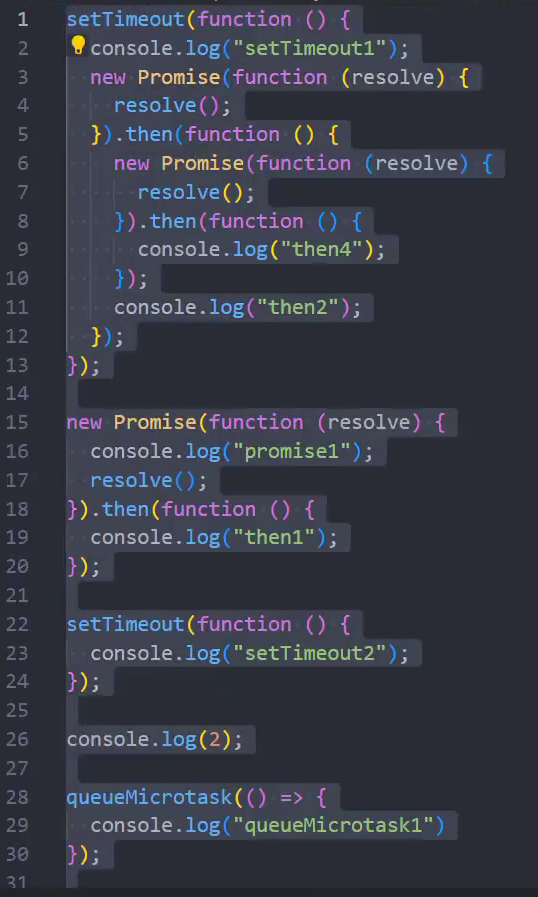 1 setTimeout(function () {
2   console.log("setTimeout1");
3   new Promise(function (resolve) {
4     resolve();
5   }).then(function () {
6     new Promise(function (resolve) {
7       resolve();
8     }).then(function () {
9       console.log("then4");
10     });
11     console.log("then2");
12   });
13 });
14
15 new Promise(function (resolve) {
16   console.log("promise1");
17   resolve();
18 }).then(function () {
19   console.log("then1");
20 });
21
22 setTimeout(function () {
23   console.log("setTimeout2");
24 });
25
26 console.log(2);
27
28 queueMicrotask(() => {
29   console.log("queueMicrotask1")
30 });
31